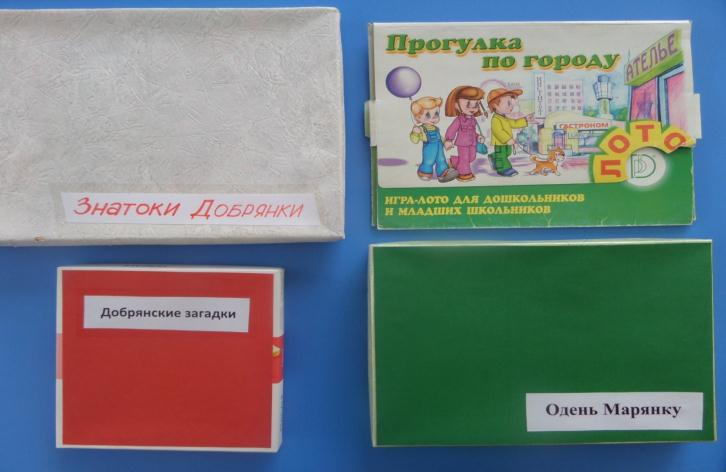 Знатоки Добрянки
Прогулка
по городу
АТЕЛЬЕ
ГАСТРОНОМ
ЛОТО
ИГРА-ЛОТО ДЛЯ ДОШКОЛЬНИКОВ
И МЛАДШИХ ШКОЛЬНИКОВ
Добрянские загадки
Одень Марянку